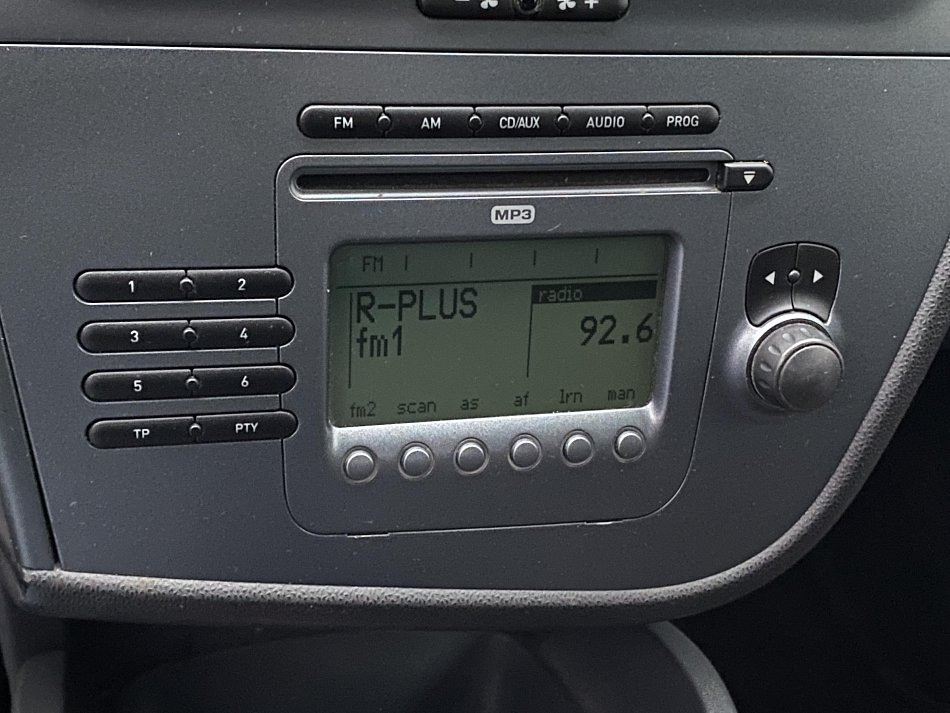 FM AM CD/AUX AUDIO PROG
MP3
FM
R-PLUS
radio
fm1
92.6
fm2 scan as af lrn man
1 2
3 4
5 6
TP PTY